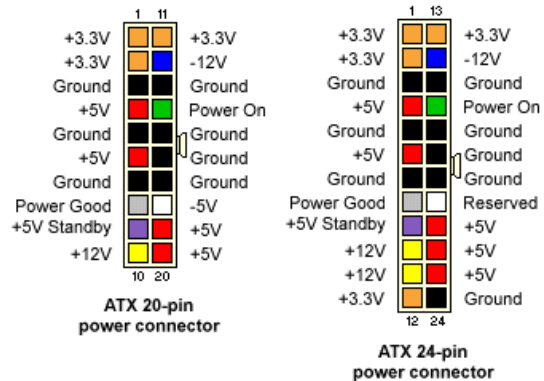 1 11
+3.3V +3.3V
+3.3V -12V
Ground Ground
+5V Power On
Ground Ground
+5V Ground
Ground Ground
Power Good -5V
+5V Standby +5V
+12V +5V
10 20
ATX 20-pin
power connector
1 13
+3.3V +3.3V
+3.3V -12V
Ground Ground
+5V Power On
Ground Ground
+5V Ground
Ground Ground
Power Good Reserved
+5V Standby +5V
+12V +5V
+12V +5V
+3.3V Ground
12 24
ATX 24-pin
power connector